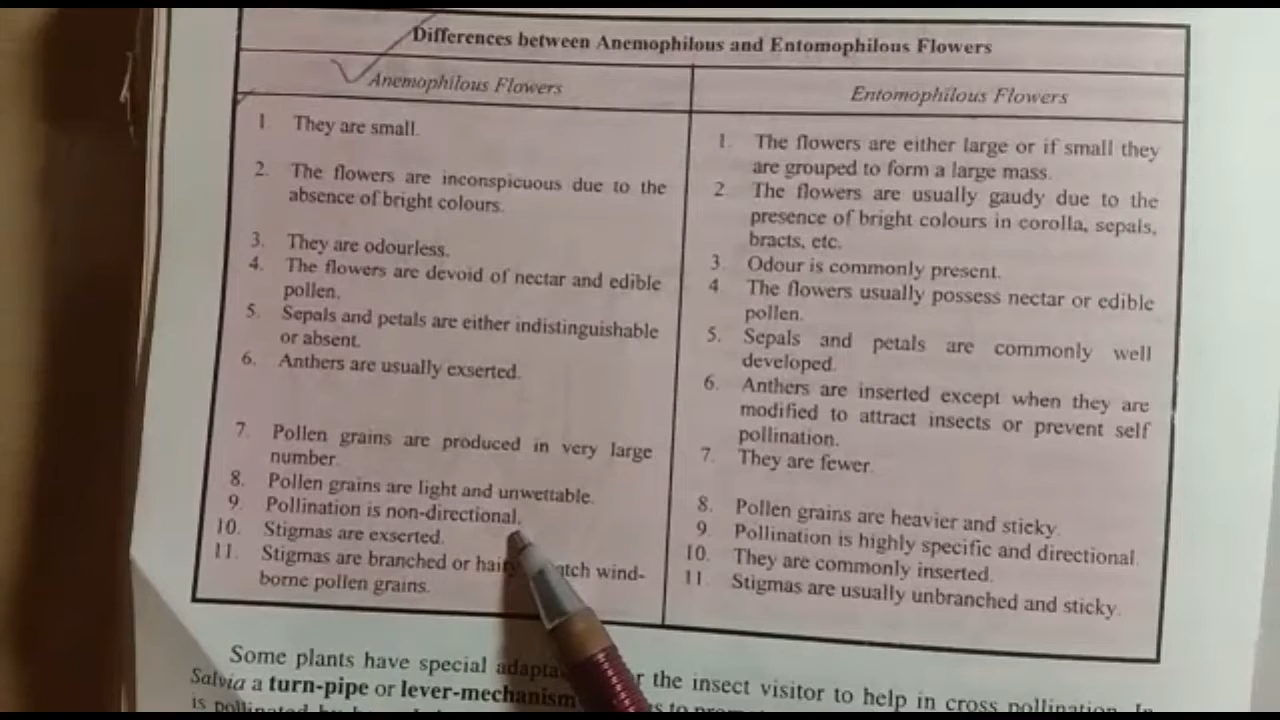 Differences between Anemophilous and Entomophilous Flowers
Anemophilous Flowers
1. They are small.
2. The flowers are inconspicuous due to the
absence of bright colours.
3. They are odourless.
4. The flowers are devoid of nectar and edible
pollen.
5. Sepals and petals are either indistinguishable
or absent.
6. Anthers are usually exserted.
7. Pollen grains are produced in very large
number.
8. Pollen grains are light and unwettable.
9. Pollination is non-directional.
10. Stigmas are exserted.
11. Stigmas are branched or hairy wind-
borne pollen grains.
Entomophilous Flowers
1. The flowers are either large or if small they
are grouped to form a large mass.
2. The flowers are usually gaudy due to the
presence of bright colours in corolla, sepals,
bracts, etc.
3. Odour is commonly present.
4. The flowers usually possess nectar or edible
pollen.
5. Sepals and petals are commonly well
developed.
6. Anthers are inserted except when they are
modified to attract insects or prevent self
pollination.
7. They are fewer.
8. Pollen grains are heavier and sticky.
9. Pollination is highly specific and directional.
10. They are commonly inserted.
11 Stigmas are usually unbranched and sticky.
Some plants have special the insect visitor to help in cross pollination. In
Salvia a turn-pipe or lever-mechanism to
is pollinated by